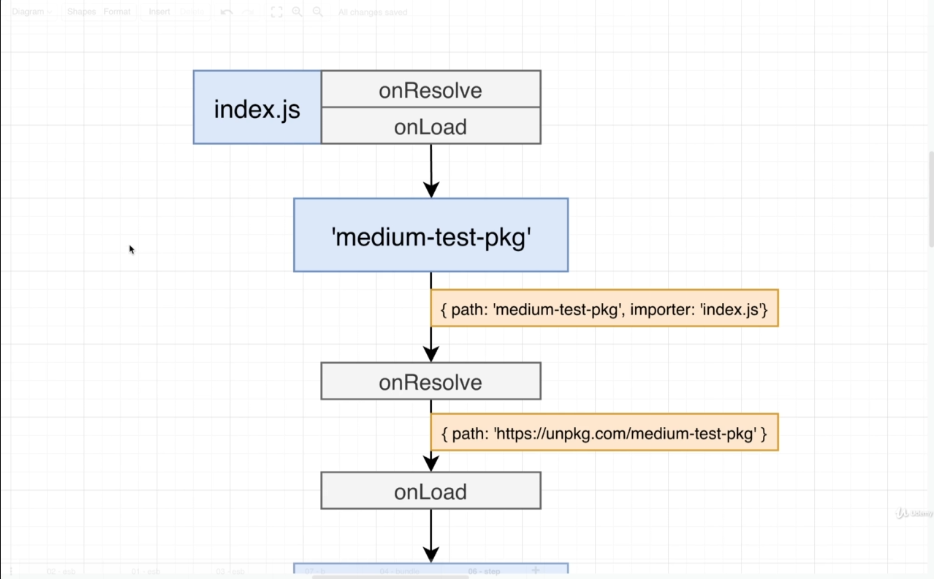 Diagram Shapes Format Insert All changes saved
index.js
onResolve
onLoad
'medium-test-pkg'
{ path: 'medium-test-pkg', importer: 'index.js'}
onResolve
{ path: 'https://unpkg.com/medium-test-pkg' }
onLoad
Udemy